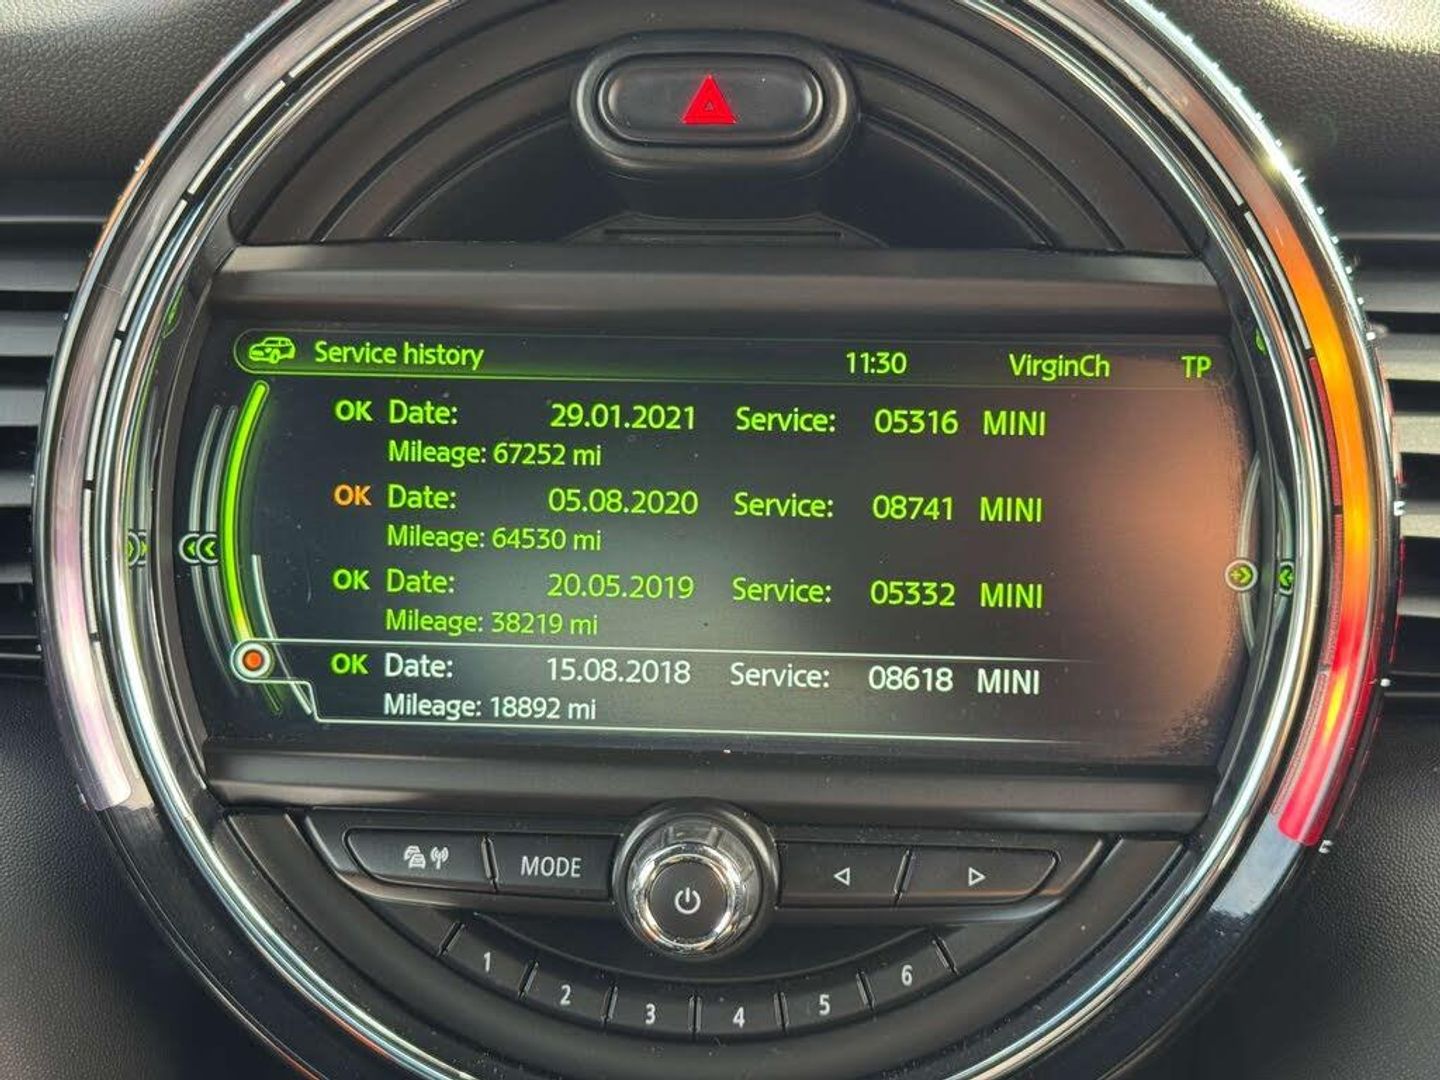 Service history 11:30 VirginCh TP
OK Date: 29.01.2021 Service: 05316 MINI
Mileage: 67252 mi
OK Date: 05.08.2020 Service: 08741 MINI
Mileage: 64530 mi
OK Date: 20.05.2019 Service: 05332 MINI
Mileage: 38219 mi
OK Date: 15.08.2018 Service: 08618 MINI
Mileage: 18892 mi
MODE
1 2 3 4 5 6